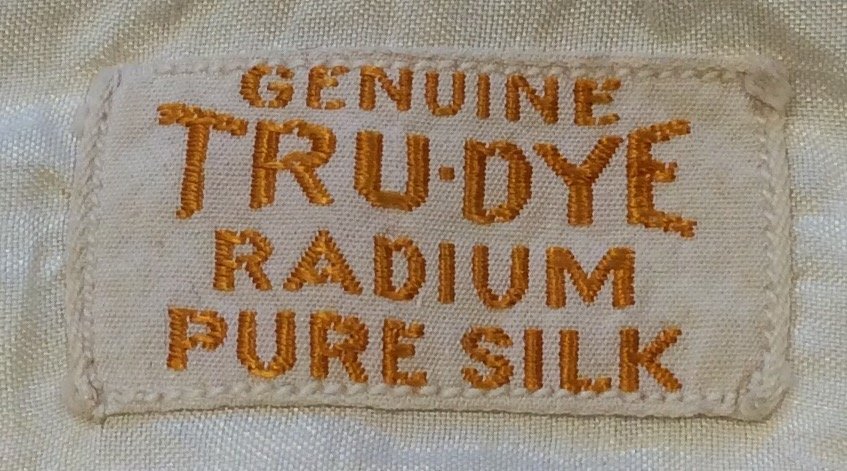 GENUINE
TRU·DYE
RADIUM
PURE SILK